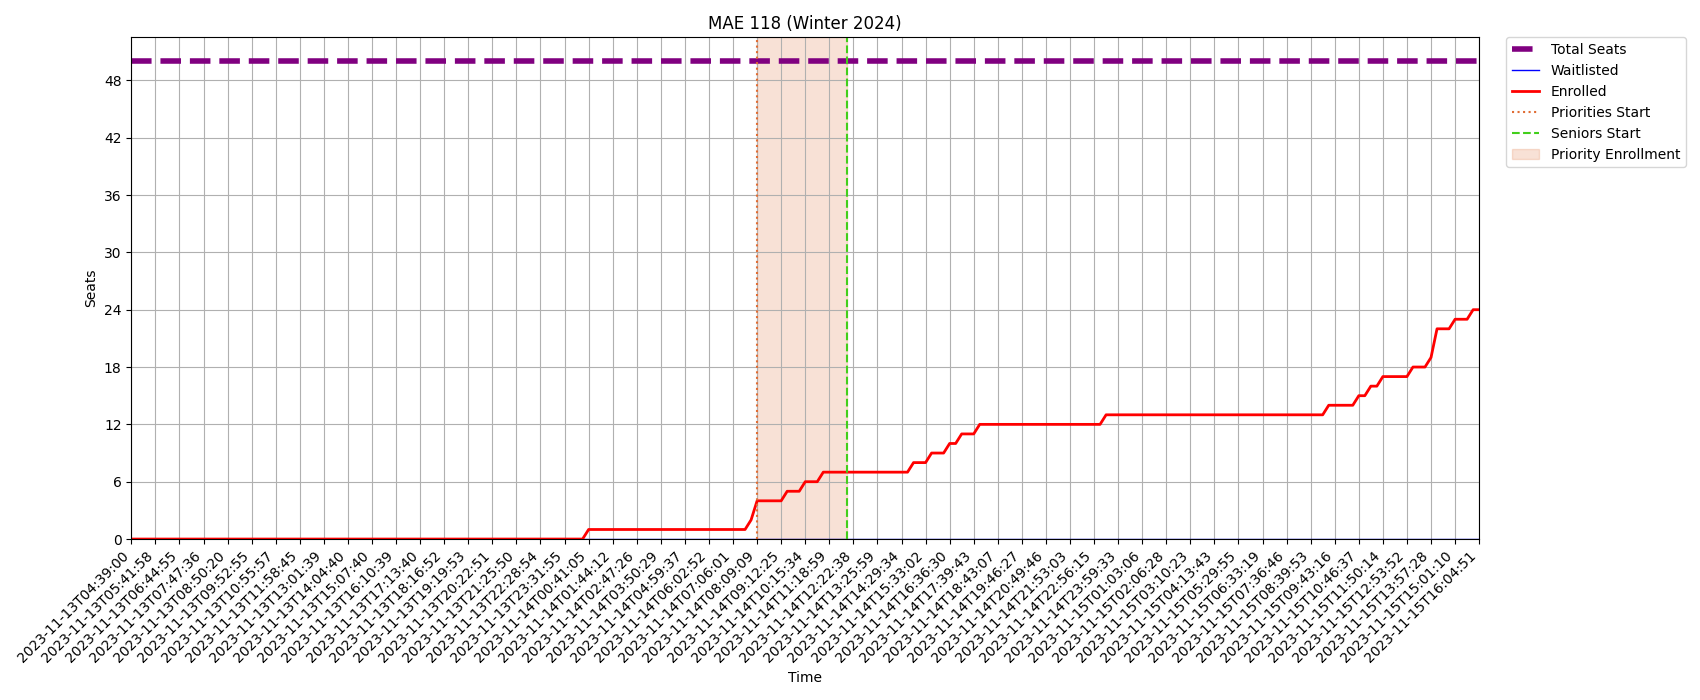 MAE 118 (Winter 2024)
Total Seats
Waitlisted
Enrolled
Priorities Start
Seniors Start
Priority Enrollment
Seats
48
42
36
30
24
18
12
6
0
2023-11-13T04:39:00
2023-11-13T05:41:58
2023-11-13T06:44:55
2023-11-13T07:47:36
2023-11-13T08:50:20
2023-11-13T09:52:55
2023-11-13T10:55:57
2023-11-13T11:58:45
2023-11-13T13:01:39
2023-11-13T14:04:40
2023-11-13T15:07:40
2023-11-13T16:10:39
2023-11-13T17:13:40
2023-11-13T18:16:52
2023-11-13T19:19:53
2023-11-13T20:22:51
2023-11-13T21:25:50
2023-11-13T22:28:54
2023-11-13T23:31:55
2023-11-14T00:41:05
2023-11-14T01:44:12
2023-11-14T02:47:26
2023-11-14T03:50:29
2023-11-14T04:59:37
2023-11-14T06:02:52
2023-11-14T07:06:01
2023-11-14T08:09:09
2023-11-14T09:12:25
2023-11-14T10:15:34
2023-11-14T11:18:59
2023-11-14T12:22:38
2023-11-14T13:25:59
2023-11-14T14:29:34
2023-11-14T15:33:02
2023-11-14T16:36:30
2023-11-14T17:39:43
2023-11-14T18:43:07
2023-11-14T19:46:27
2023-11-14T20:49:46
2023-11-14T21:53:03
2023-11-14T22:56:15
2023-11-14T23:59:33
2023-11-15T01:03:06
2023-11-15T02:06:28
2023-11-15T03:10:23
2023-11-15T04:13:43
2023-11-15T05:29:55
2023-11-15T06:33:19
2023-11-15T07:36:46
2023-11-15T08:39:53
2023-11-15T09:43:16
2023-11-15T10:46:37
2023-11-15T11:50:14
2023-11-15T12:53:52
2023-11-15T13:57:28
2023-11-15T15:01:10
2023-11-15T16:04:51
Time